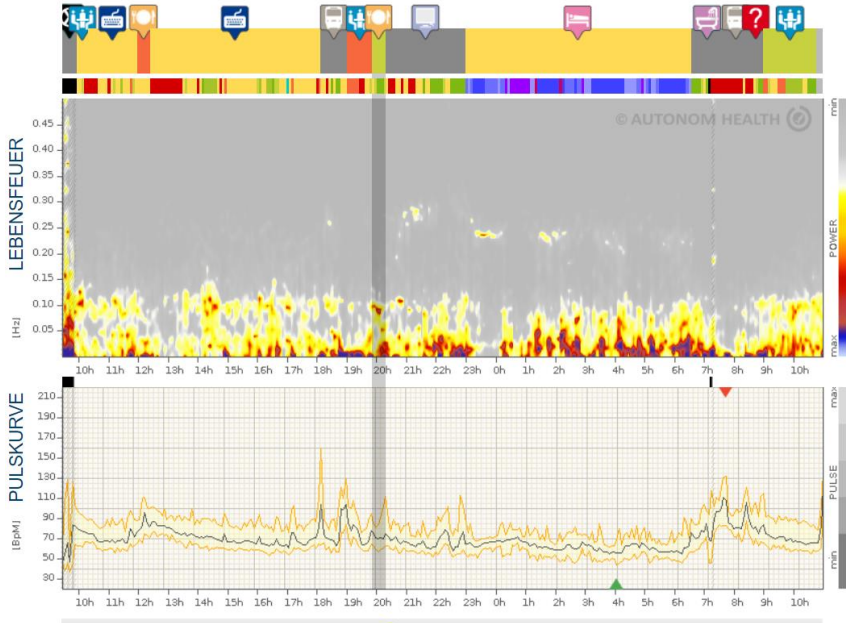 ?
© AUTONOM HEALTH
LEBENSFEUER
[Hz]
0.45
0.40
0.35
0.30
0.25
0.20
0.15
0.10
0.05
min
POWER
max
10h 11h 12h 13h 14h 15h 16h 17h 18h 19h 20h 21h 22h 23h 0h 1h 2h 3h 4h 5h 6h 7h 8h 9h 10h
PULSKURVE
[BpM]
210
190
170
150
130
110
90
70
50
30
max
PULSE
min
10h 11h 12h 13h 14h 15h 16h 17h 18h 19h 20h 21h 22h 23h 0h 1h 2h 3h 4h 5h 6h 7h 8h 9h 10h